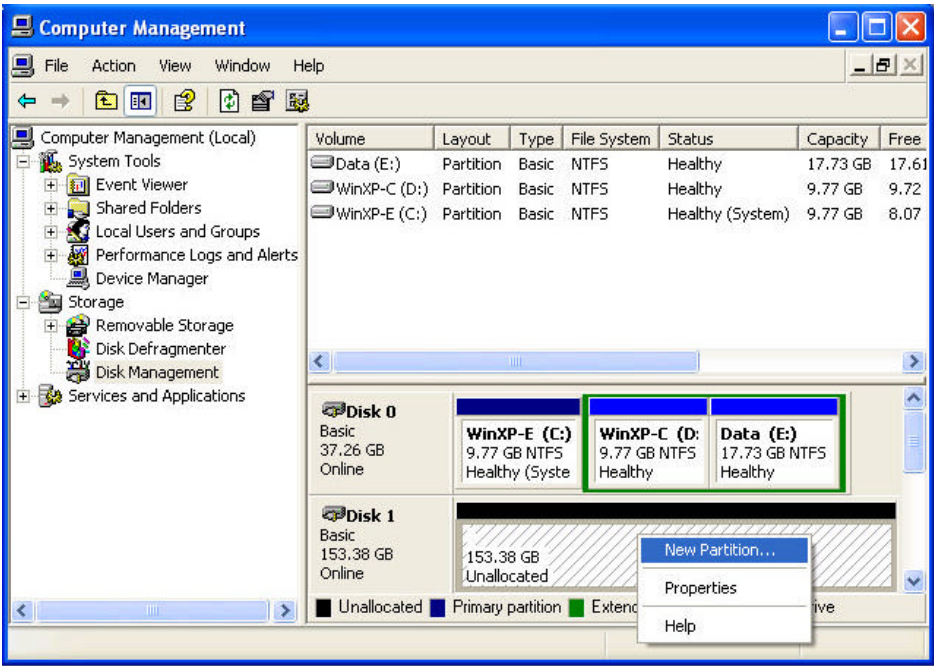 Computer Management
File Action View Window Help
Computer Management (Local)
System Tools
Event Viewer
Shared Folders
Local Users and Groups
Performance Logs and Alerts
Device Manager
Storage
Removable Storage
Disk Defragmenter
Disk Management
Services and Applications
Volume Layout Type File System Status Capacity Free
Data (E:) Partition Basic NTFS Healthy 17.73 GB 17.61
WinXP-C (D:) Partition Basic NTFS Healthy 9.77 GB 9.72
WinXP-E (C:) Partition Basic NTFS Healthy (System) 9.77 GB 8.07
Disk 0
Basic
37.26 GB
Online
WinXP-E (C:)
9.77 GB NTFS
Healthy (Syste
WinXP-C (D:
9.77 GB NTFS
Healthy
Data (E:)
17.73 GB NTFS
Healthy
Disk 1
Basic
153.38 GB
Online
153.38 GB
Unallocated
New Partition...
Properties
Help
Unallocated Primary partition Extend ive